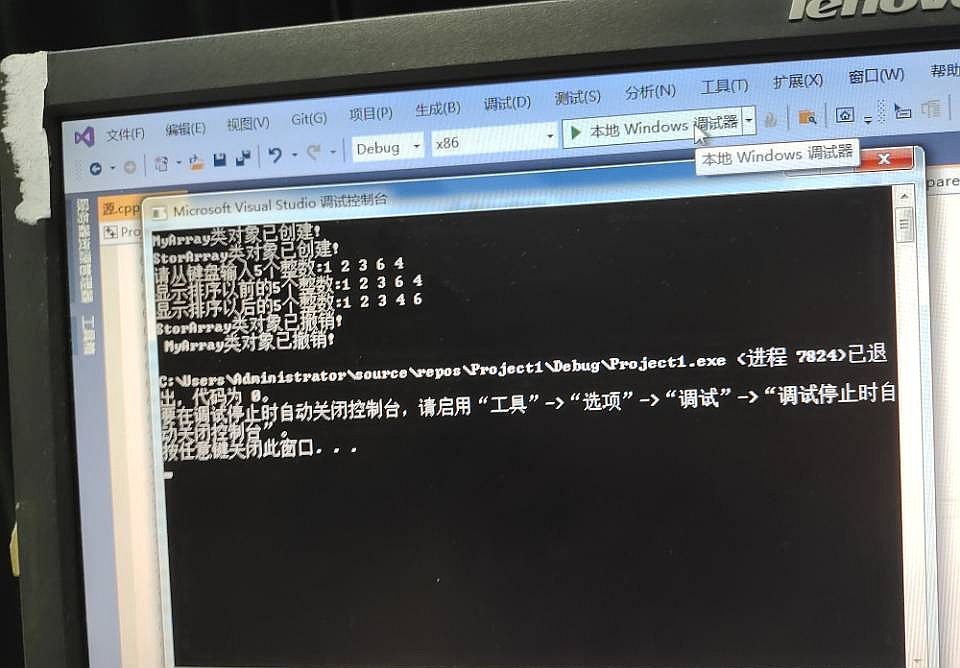 lenovo
文件(F) 编辑(E) 视图(V) Git(G) 项目(P) 生成(B) 调试(D) 测试(S) 分析(N) 工具(T) 扩展(X) 窗口(W) 帮助
Debug x86 本地 Windows 调试器
本地 Windows 调试器
源.cpp
Pro
pare
工具箱
Microsoft Visual Studio 调试控制台
MyArray类对象已创建!
StorArray类对象已创建!
请从键盘输入5个整数:1 2 3 6 4
显示排序以前的5个整数:1 2 3 6 4
显示排序以后的5个整数:1 2 3 4 6
StorArray类对象已撤销!
MyArray类对象已撤销!
C:\Users\Administrator\source\repos\Project1\Debug\Project1.exe (进程 7824)已退
出，代码为 0。
要在调试停止时自动关闭控制台，请启用“工具”->“选项”->“调试”->“调试停止时自
动关闭控制台”。
按任意键关闭此窗口. . .